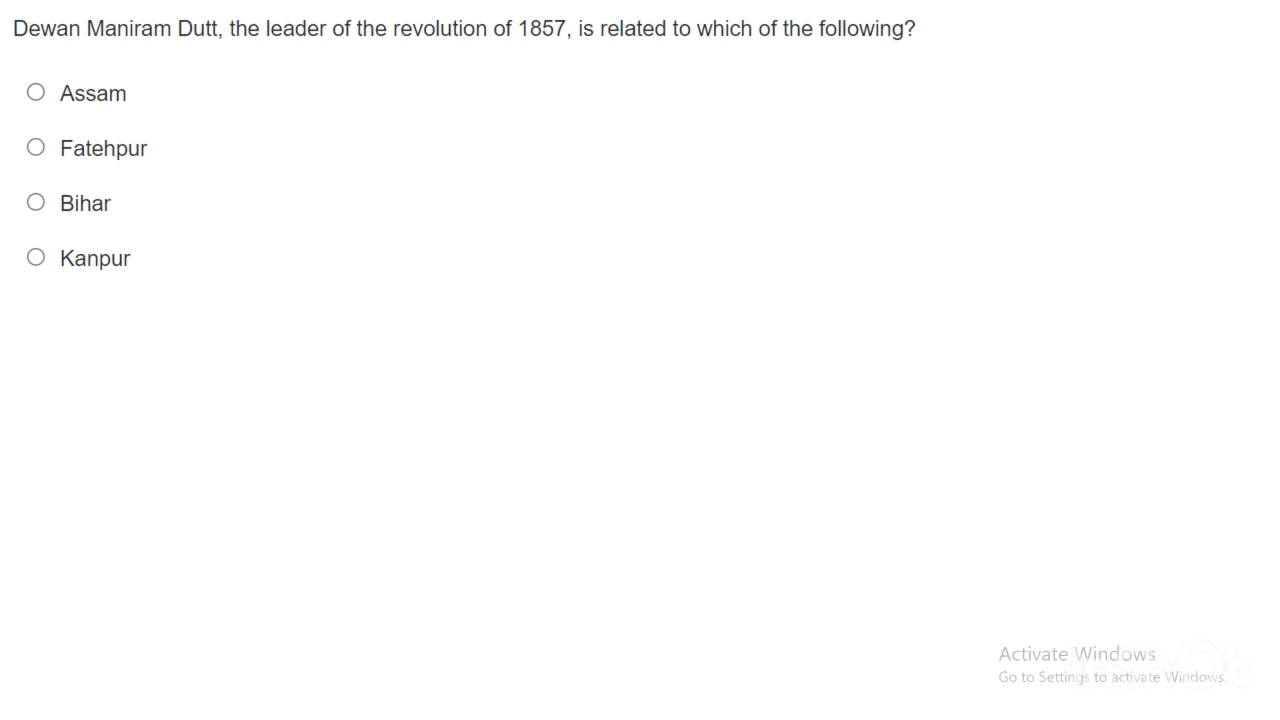 Dewan Maniram Dutt, the leader of the revolution of 1857, is related to which of the following?
Assam
Fatehpur
Bihar
Kanpur
Activate Windows
Go to Settings to activate Windows.